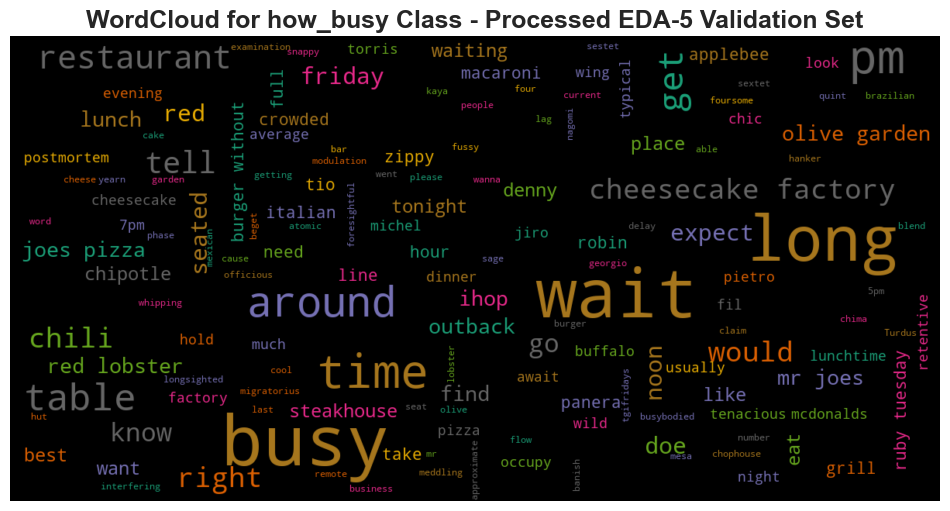 WordCloud for how_busy Class - Processed EDA-5 Validation Set
restaurant
examination
snappy
torris
waiting
sestet
applebee
look
pm
friday
macaroni
wing
typical
get
sextet
evening
full
kaya
four
current
foursome
quint
brazilian
lunch
red
burger without
crowded
people
lag
nagomi
chic
olive garden
cake
average
bar
modulation
zippy
fussy
place
able
postmortem
tell
hanker
cheese
yearn
garden
getting
tio
went
please
wanna
denny
cheesecake factory
cheesecake
seated
beget
italian
foresightful
tonight
word
7pm
phase
mexican
atomic
michel
jiro
robin
delay
expect
long
blend
joes pizza
cause
need
hour
sage
georgio
chipotle
officious
line
dinner
wait
pietro
fil
5pm
whipping
around
ihop
chima
Turdus
retentive
chili
hold
much
outback
burger
claim
go
buffalo
noon
usually
would
lunchtime
red lobster
longsighted
cool
time
lobster
await
mr joes
table
factory
migratorius
find
panera
tgifridays
like
ruby tuesday
hut
last
steakhouse
seat
olive
wild
busybodied
tenacious
mcdonalds
know
busy
pizza
flow
number
best
take
mr
approximate
occupy
doe
chophouse
eat
want
right
remote
meddling
banish
mesa
night
grill
interfering
business